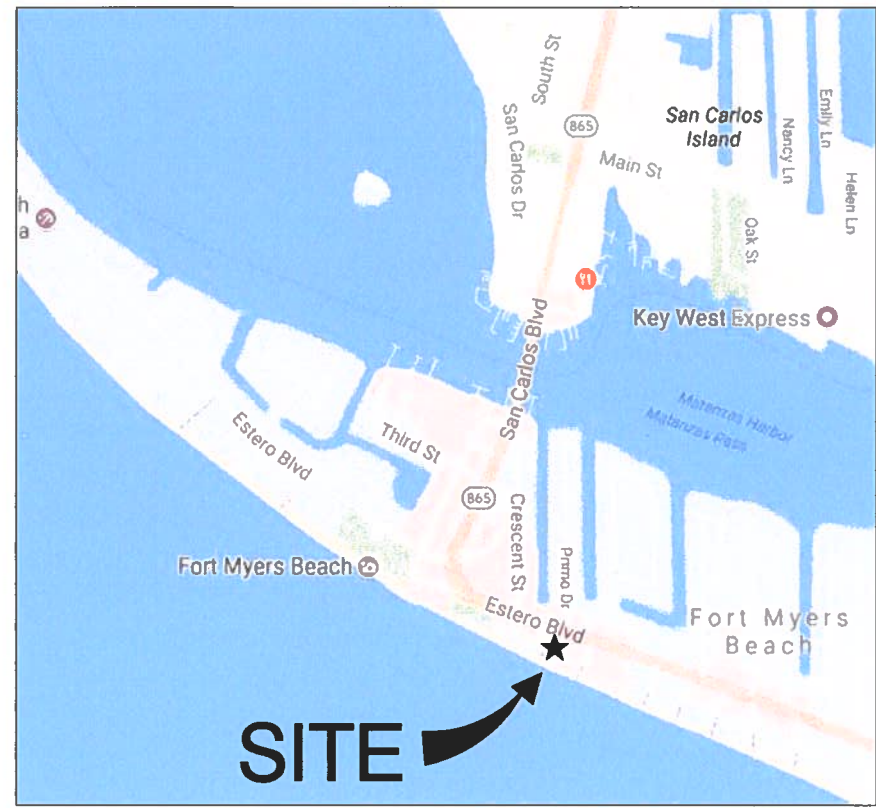 South St
San Carlos Dr
865
Main St
San Carlos
Island
Nancy Ln
Emily Ln
Helen Ln
Oak St
h
a
Key West Express
San Carlos Blvd
Matanzas Harbor
Matanzas Pass
Estero Blvd
Third St
865
Crescent St
Primo Dr
Fort Myers Beach
Estero Blvd
Fort Myers
Beach
SITE